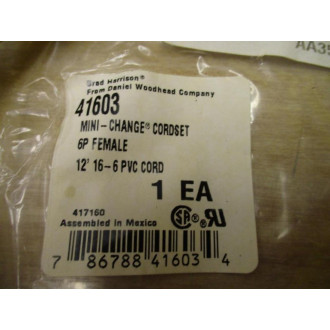 AA39
Brad Harrison®
From Daniel Woodhead Company
41603
MINI-CHANGE® CORDSET
6P FEMALE
12' 16-6 PVC CORD
1 EA
417160
Assembled in Mexico
7 86788 41603 4